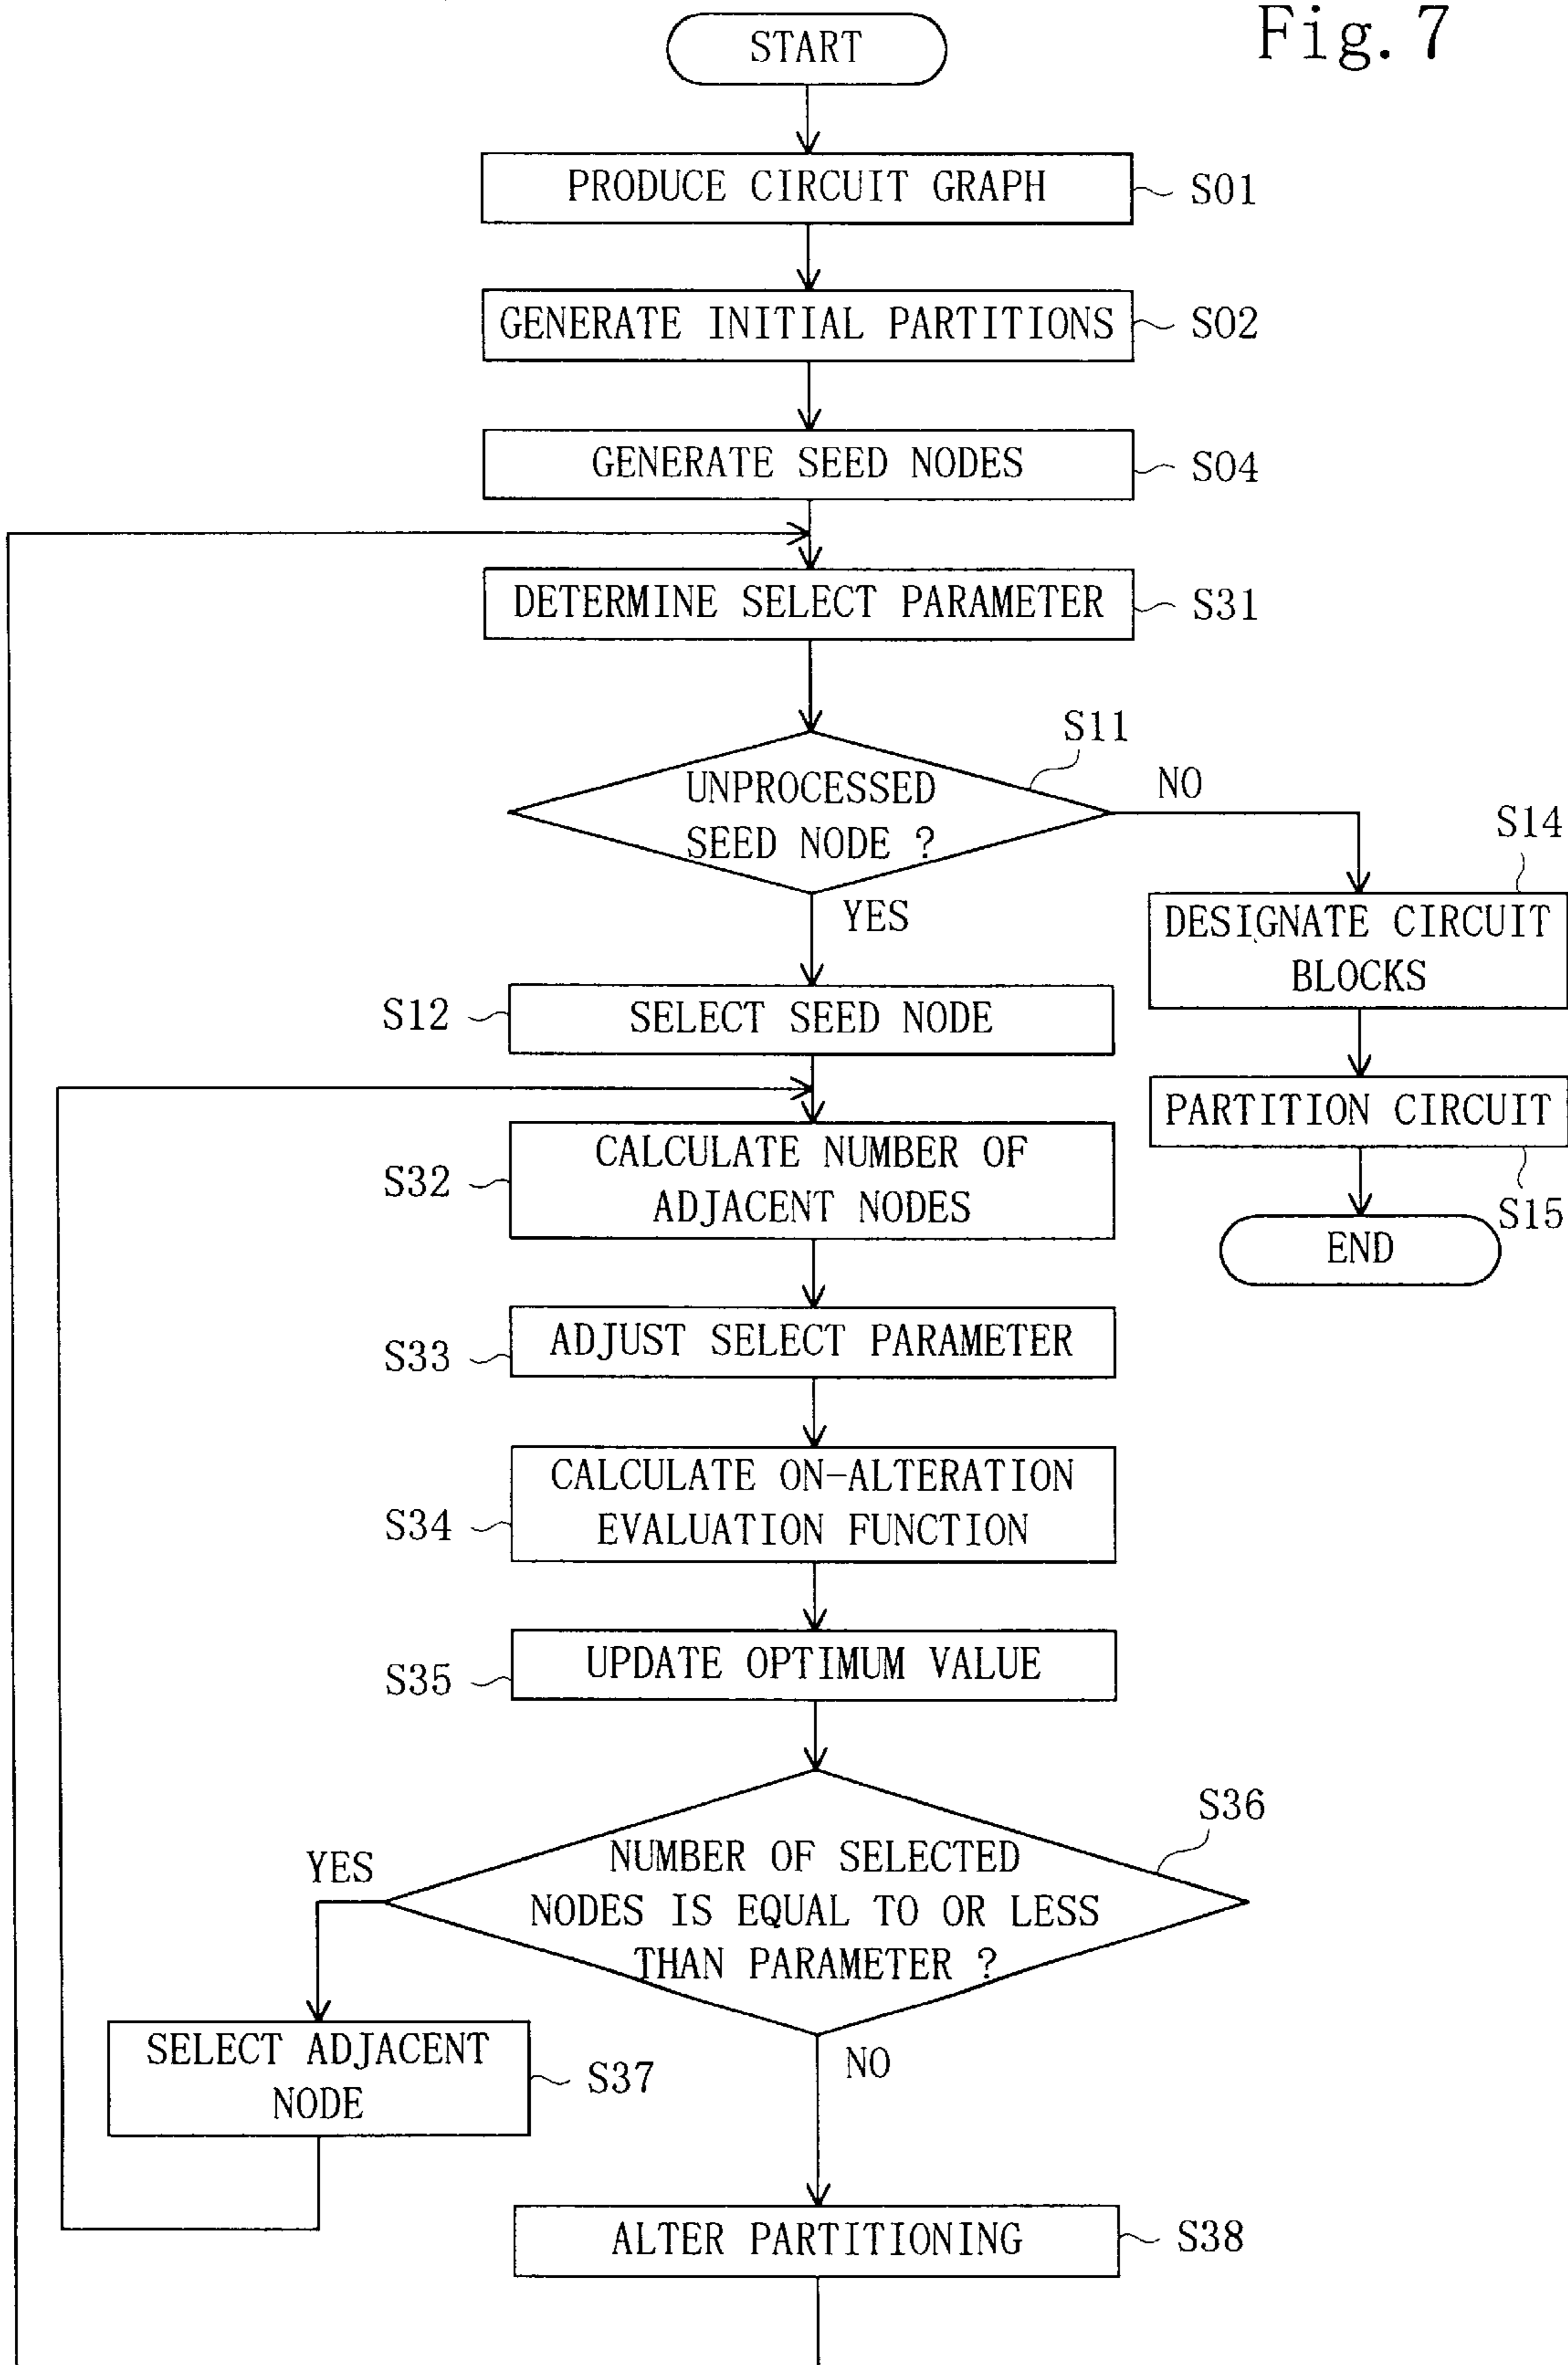 Fig. 7
START
PRODUCE CIRCUIT GRAPH
S01
GENERATE INITIAL PARTITIONS
S02
GENERATE SEED NODES
S04
DETERMINE SELECT PARAMETER
S31
S11
UNPROCESSED
SEED NODE ?
NO
YES
S14
DESIGNATE CIRCUIT
BLOCKS
S12
SELECT SEED NODE
PARTITION CIRCUIT
S15
END
S32
CALCULATE NUMBER OF
ADJACENT NODES
S33
ADJUST SELECT PARAMETER
S34
CALCULATE ON-ALTERATION
EVALUATION FUNCTION
S35
UPDATE OPTIMUM VALUE
S36
NUMBER OF SELECTED
NODES IS EQUAL TO OR LESS
THAN PARAMETER ?
YES
NO
SELECT ADJACENT
NODE
S37
ALTER PARTITIONING
S38